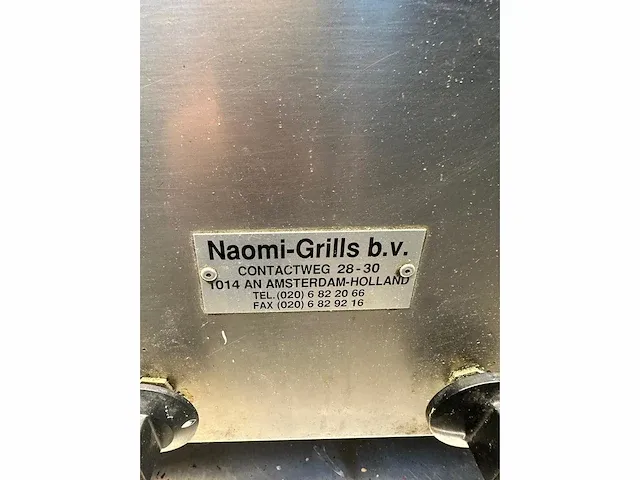 Naomi-Grills b.v.
CONTACTWEG 28-30
1014 AN AMSTERDAM-HOLLAND
TEL.(020) 6 82 20 66
FAX (020) 6 82 92 16